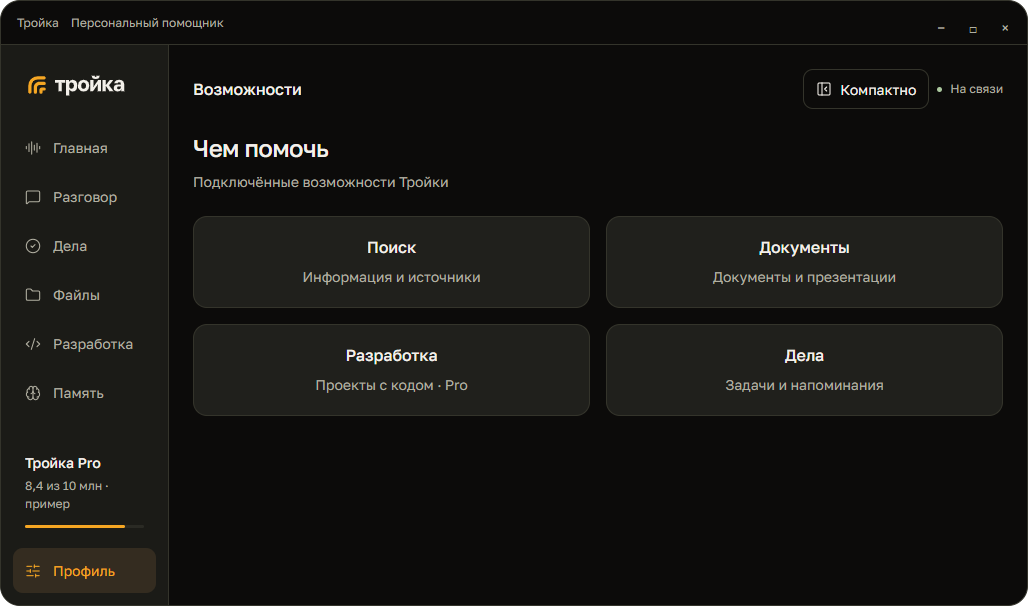 Тройка Персональный помощник
тройка
Возможности
Компактно
На связи
Главная
Разговор
Дела
Файлы
Разработка
Память
Чем помочь
Подключённые возможности Тройки
Поиск
Информация и источники
Документы
Документы и презентации
Разработка
Проекты с кодом · Pro
Дела
Задачи и напоминания
Тройка Pro
8,4 из 10 млн ·
пример
Профиль